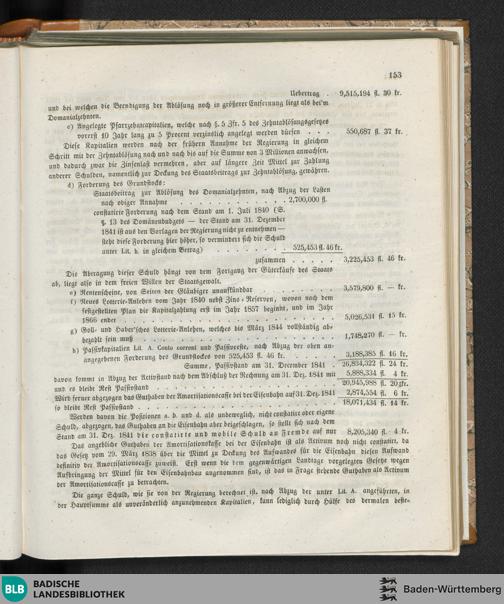 153
Uebertrag . 9,515,194 fl. 30 kr.
und bei welchen die Beendigung der Ablösung noch in größerer Entfernung liegt als bei'm
Domanialzehnten.
c) Angelegte Pfarrzehntcapitalien, welche nach §. 5 Zfr. 5 des Zehntablösungsgesetzes
vorerst 10 Jahr lang zu 5 Procent verzinslich angelegt werden dürfen . . . 550,687 fl. 37 kr.
Diese Kapitalien werden nach der frühern Annahme der Regierung in gleichem
Schritt mit der Zehntablösung nach und nach bis auf die Summe von 3 Millionen anwachsen,
und dadurch zwar die Zinsenlast vermehren, aber auf längere Zeit Mittel zur Zahlung
anderer Schulden, namentlich zur Deckung des Staatsbeitrags zur Zehntablösung, gewähren.
d) Forderung des Grundstocks:
Staatsbeitrag zur Ablösung des Domanialzehnten, nach Abzug der Lasten
nach obiger Annahme . . . . . . . . . . . . 2,700,000 fl.
constatirte Forderung nach dem Stand am 1. Juli 1840 (S.
§. 13 des Domänenbudgets — der Stand am 31. Dezember
1841 ist aus den Vorlagen der Regierung nicht zu entnehmen —
steht diese Forderung hier höher, so vermindert sich die Schuld
unter Lit. b. in gleichem Betrag) . . . . . . 525,453 fl. 46 kr.
zusammen . . . . . 3,225,453 fl. 46 kr.
Die Abtragung dieser Schuld hängt von dem Fortgang der Güterkäufe des Staats
ab, liegt also in dem freien Willen der Staatsgewalt.
e) Rentenscheine, von Seiten der Gläubiger unaufkündbar . . . . . 3,579,800 fl. — kr.
f) Neues Lotterie-Anlehen vom Jahr 1840 nebst Zins-Reserven, wovon nach dem
festgestellten Plan die Kapitalzahlung erst im Jahr 1857 beginnt, und im Jahr
1866 endet . . . . . . . . . . . . . . . 5,026,531 fl. 15 kr.
g) Goll- und Haber'sches Lotterie-Anlehen, welches bis März 1844 vollständig ab-
bezahlt sein muß . . . . . . . . . . . . . 1,748,270 fl. — kr.
h) Passivkapitalien Lit. A. Conto corrent und Passivreste, nach Abzug der oben an-
angegebenen Forderung des Grundstockes von 525,453 fl. 46 kr. . . . . 3,188,385 fl. 16 kr.
Summe, Passivstand am 31. December 1841 . 26,834,322 fl. 24 kr.
davon kommt in Abzug der Activstand nach dem Abschluß der Rechnung am 31. Dez. 1841 mit 5,888,334 fl. 4 kr.
und es bleibt Rest Passivstand . . . . . . . . . . 20,945,988 fl. 20 kr.
Wird ferner abgezogen das Guthaben der Amortisationscasse bei der Eisenbahn auf 31. Dez. 1841 2,874,554 fl. 6 kr.
so bleibt Rest Passivstand . . . . . . . . . . . . 18,071,434 fl. 14 kr.
Werden davon die Positionen a. b. und d. als unbeweglich, nicht constatirt oder eigene
Schuld, abgezogen, das Guthaben an die Eisenbahn aber beigeschlagen, so stellt sich nach dem
Stand am 31. Dez. 1841 die constatirte und mobile Schuld an Fremde auf nur 8,205,340 fl. 4 kr.
Das angebliche Guthaben der Amortisationskasse bei der Eisenbahn ist als Activum noch nicht constatirt, da
das Gesetz vom 29. März 1838 über die Mittel zu Deckung des Aufwandes für die Eisenbahn diesen Aufwand
definitiv der Amortisationscasse zuweist. Erst wenn die dem gegenwärtigen Landtage vorgelegten Gesetze wegen
Aufbringung der Mittel für den Eisenbahnbau angenommen sind, ist das in Frage stehende Guthaben als Activum
der Amortisationscasse zu betrachten.
Die ganze Schuld, wie sie von der Regierung berechnet ist, nach Abzug der unter Lit. A. angeführten, in
der Hauptsumme als unveränderlich anzunehmenden Kapitalien, kann lediglich durch Hülfe des dermalen beste-
BLB
BADISCHE
LANDESBIBLIOTHEK
Baden-Württemberg